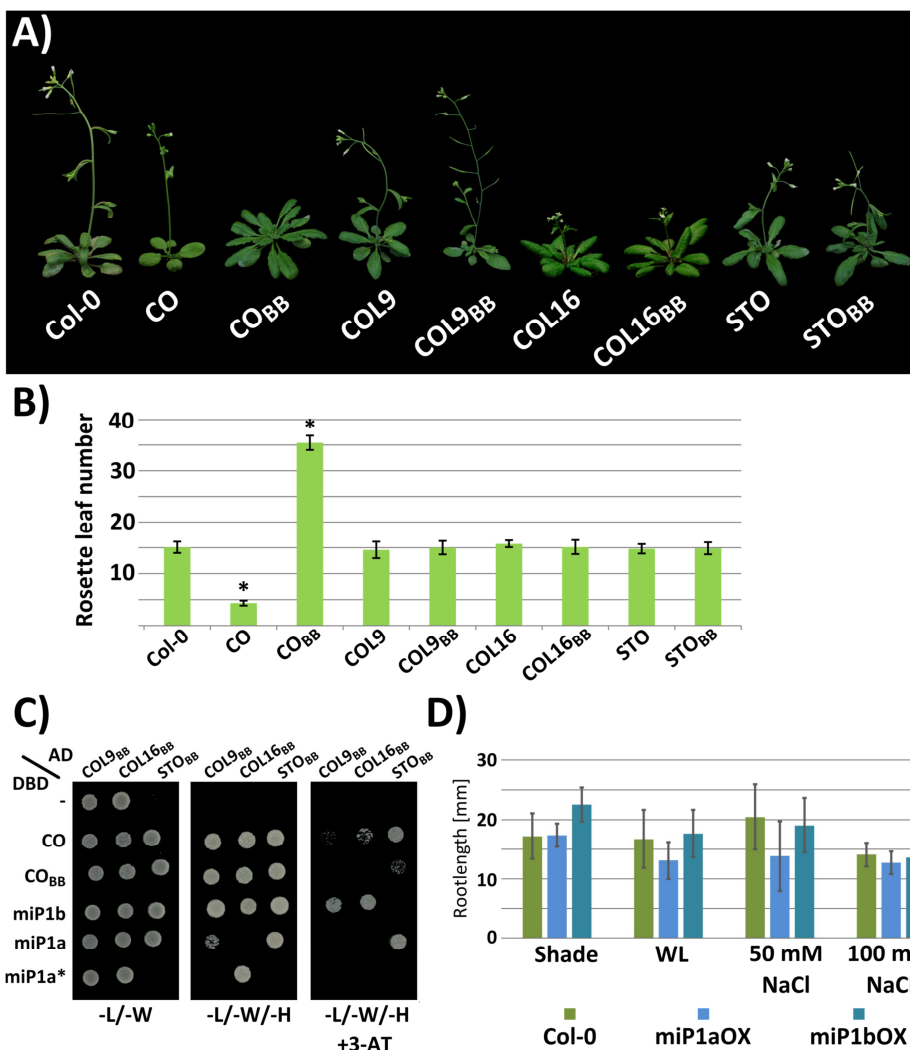 A)
Col-0 CO COBB COL9 COL9BB COL16 COL16BB STO STOBB
B)
Rosette leaf number
40
30
20
10
* *
Col-0 CO COBB COL9 COL9BB COL16 COL16BB STO STOBB
C)
AD
DBD
COL9BB COL16BB STOBB COL9BB COL16BB STOBB COL9BB COL16BB STOBB
-
CO
COBB
miP1b
miP1a
miP1a*
-L/-W -L/-W/-H -L/-W/-H
+3-AT
D)
Rootlength [mm]
30
20
10
0
Shade WL 50 mM 100 m
NaCl NaC
Col-0 miP1aOX miP1bOX